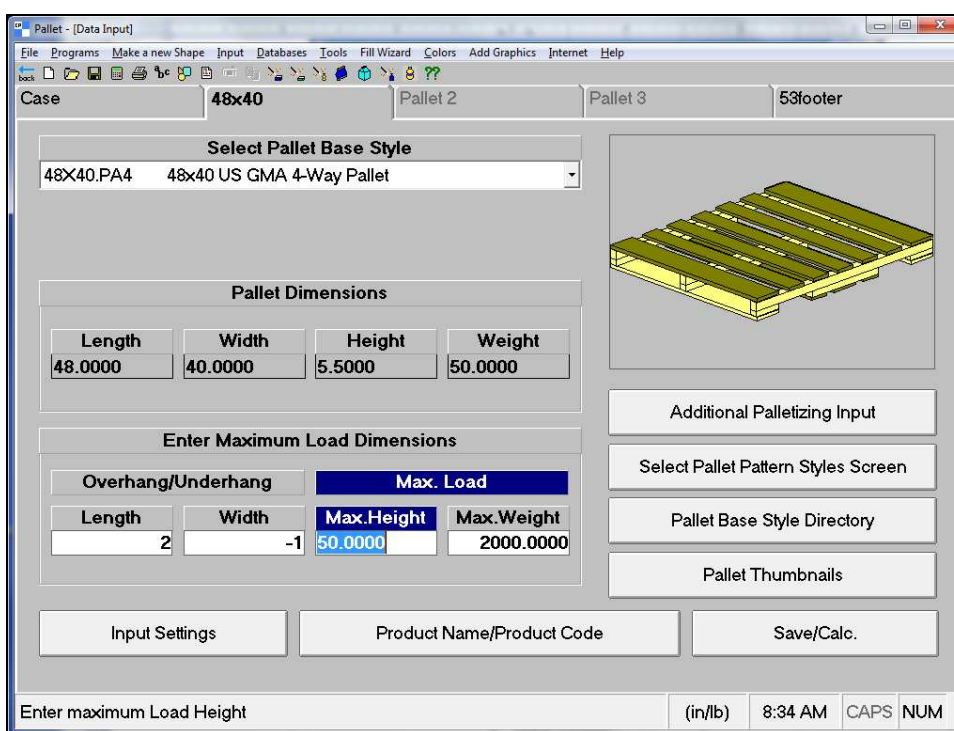 Pallet - [Data Input]
File Programs Make a new Shape Input Databases Tools Fill Wizard Colors Add Graphics Internet Help
back
Case 48x40 Pallet 2 Pallet 3 53footer
Select Pallet Base Style
48X40.PA4 48x40 US GMA 4-Way Pallet
Pallet Dimensions
Length Width Height Weight
48.0000 40.0000 5.5000 50.0000
Additional Palletizing Input
Enter Maximum Load Dimensions
Select Pallet Pattern Styles Screen
Overhang/Underhang Max. Load
Length Width Max.Height Max.Weight
2 -1 50.0000 2000.0000
Pallet Base Style Directory
Pallet Thumbnails
Input Settings Product Name/Product Code Save/Calc.
Enter maximum Load Height (in/lb) 8:34 AM CAPS NUM